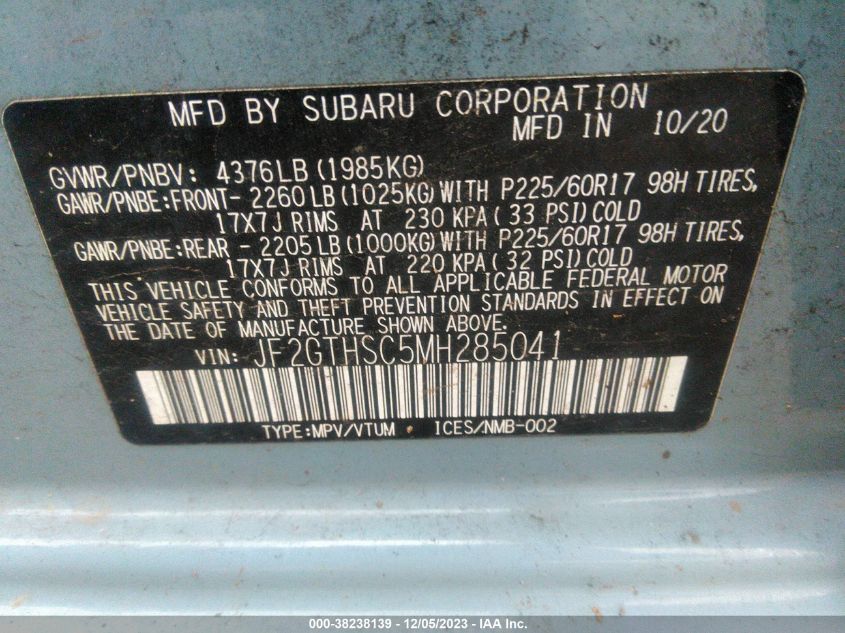 MFD BY SUBARU CORPORATION
MFD IN 10/20
GVWR/PNBV: 4376LB (1985KG)
GAWR/PNBE:FRONT- 2260LB (1025KG) WITH P225/60R17 98H TIRES,
17X7J RIMS AT 230 KPA ( 33 PSI) COLD
GAWR/PNBE:REAR - 2205LB (1000KG) WITH P225/60R17 98H TIRES,
17X7J RIMS AT 220 KPA ( 32 PSI) COLD
THIS VEHICLE CONFORMS TO ALL APPLICABLE FEDERAL MOTOR
VEHICLE SAFETY AND THEFT PREVENTION STANDARDS IN EFFECT ON
THE DATE OF MANUFACTURE SHOWN ABOVE.
VIN: JF2GTHSC5MH285041
TYPE:MPV/VTUM ICES/NMB-002
000-38238139 - 12/05/2023 - IAA Inc.